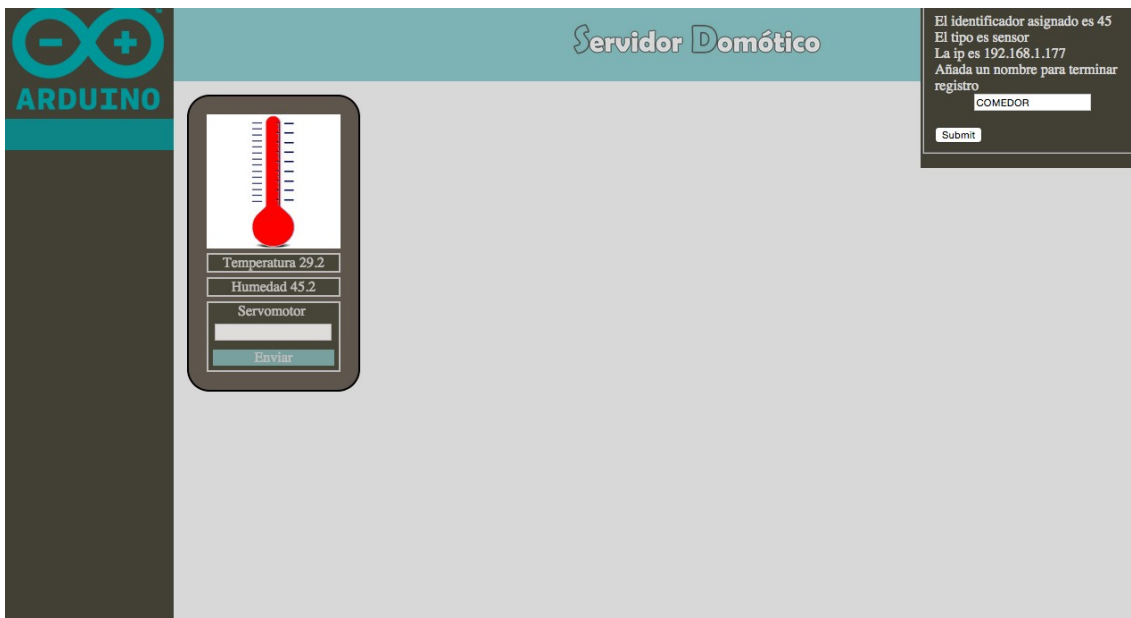 ARDUINO
Servidor Domótico
El identificador asignado es 45
El tipo es sensor
La ip es 192.168.1.177
Añada un nombre para terminar
registro
COMEDOR
Submit
Temperatura 29.2
Humedad 45.2
Servomotor
Enviar